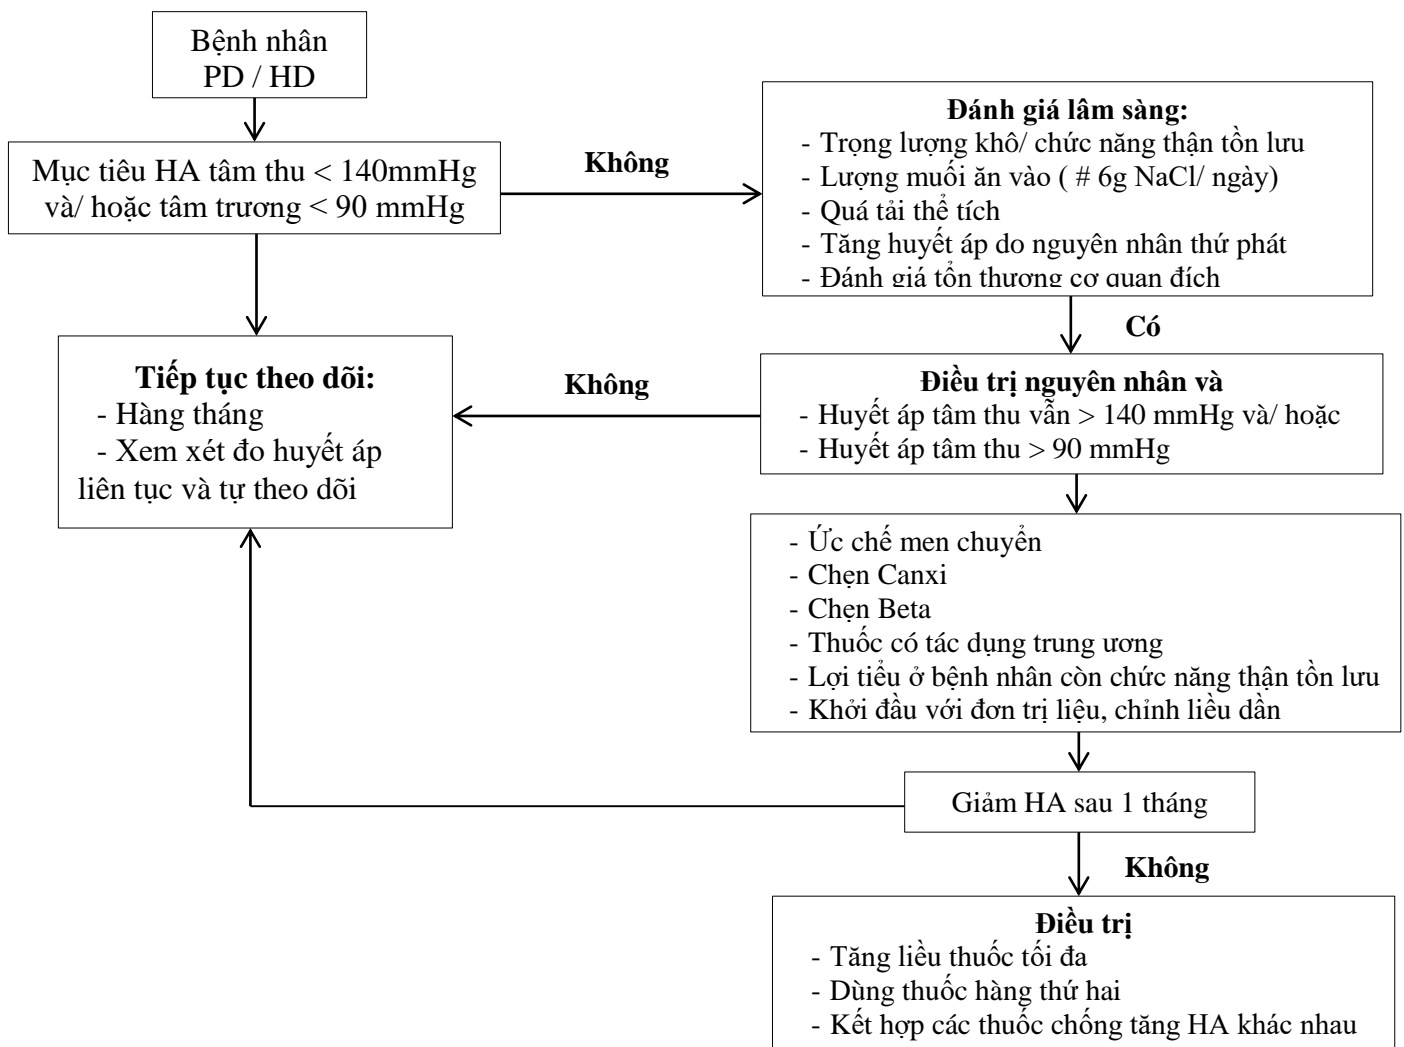 Bệnh nhân
PD / HD
Mục tiêu HA tâm thu < 140mmHg
và/ hoặc tâm trương < 90 mmHg
Không
Đánh giá lâm sàng:
- Trọng lượng khô/ chức năng thận tồn lưu
- Lượng muối ăn vào ( # 6g NaCl/ ngày)
- Quá tải thể tích
- Tăng huyết áp do nguyên nhân thứ phát
- Đánh giá tổn thương cơ quan đích
Có
Tiếp tục theo dõi:
- Hàng tháng
- Xem xét đo huyết áp
liên tục và tự theo dõi
Không
Điều trị nguyên nhân và
- Huyết áp tâm thu vẫn > 140 mmHg và/ hoặc
- Huyết áp tâm thu > 90 mmHg
- Ức chế men chuyển
- Chẹn Canxi
- Chẹn Beta
- Thuốc có tác dụng trung ương
- Lợi tiểu ở bệnh nhân còn chức năng thận tồn lưu
- Khởi đầu với đơn trị liệu, chỉnh liều dần
Giảm HA sau 1 tháng
Không
Điều trị
- Tăng liều thuốc tối đa
- Dùng thuốc hàng thứ hai
- Kết hợp các thuốc chống tăng HA khác nhau